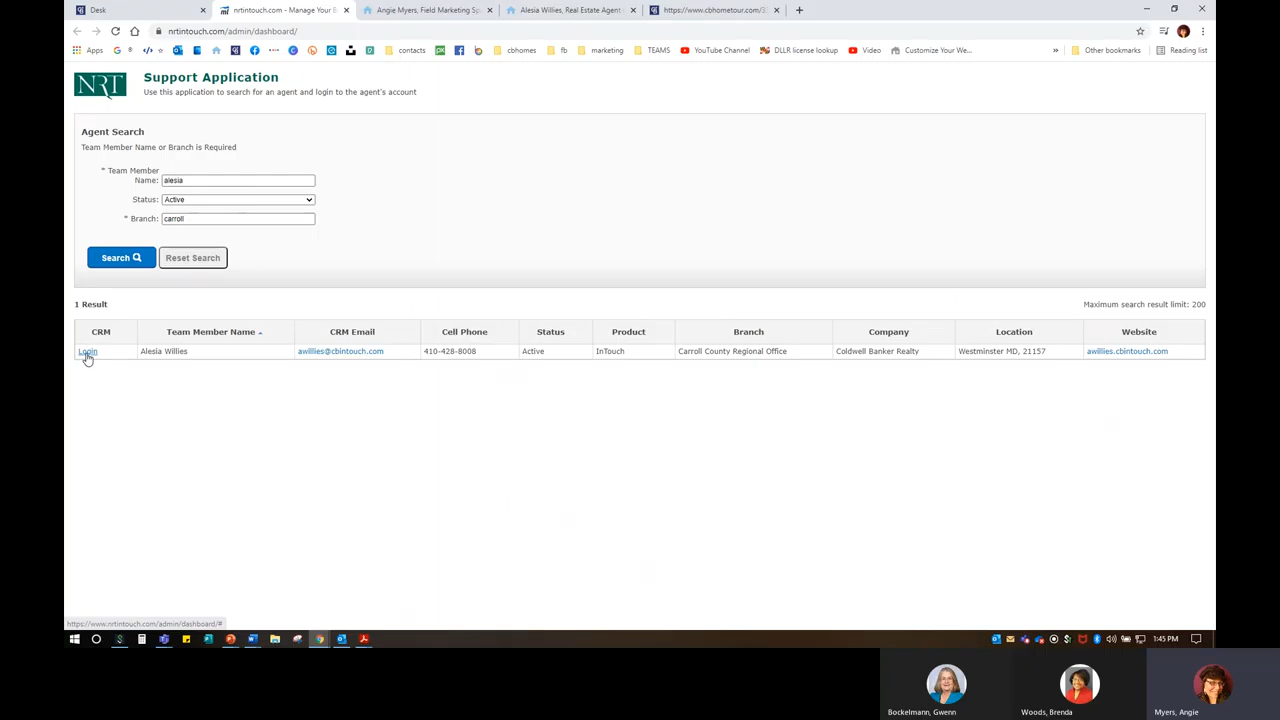 Desk
nrtintouch.com - Manage Your B
Angie Myers, Field Marketing Sp
Alesia Willies, Real Estate Agent
https://www.cbhometour.com/3
nrtintouch.com/admin/dashboard/
Apps
contacts
cbhomes
fb
marketing
TEAMS
YouTube Channel
DLLR license lookup
Video
Customize Your We...
»
Other bookmarks
Reading list
NRT
Support Application
Use this application to search for an agent and login to the agent's account
Agent Search
Team Member Name or Branch is Required
* Team Member
Name: alesia
Status: Active
* Branch: carroll
Search
Reset Search
1 Result
Maximum search result limit: 200
CRM Team Member Name CRM Email Cell Phone Status Product Branch Company Location Website
Login Alesia Willies awillies@cbintouch.com 410-428-8008 Active InTouch Carroll County Regional Office Coldwell Banker Realty Westminster MD, 21157 awillies.cbintouch.com
https://www.nrtintouch.com/admin/dashboard/#
1:45 PM
Bockelmann, Gwenn
Woods, Brenda
Myers, Angie